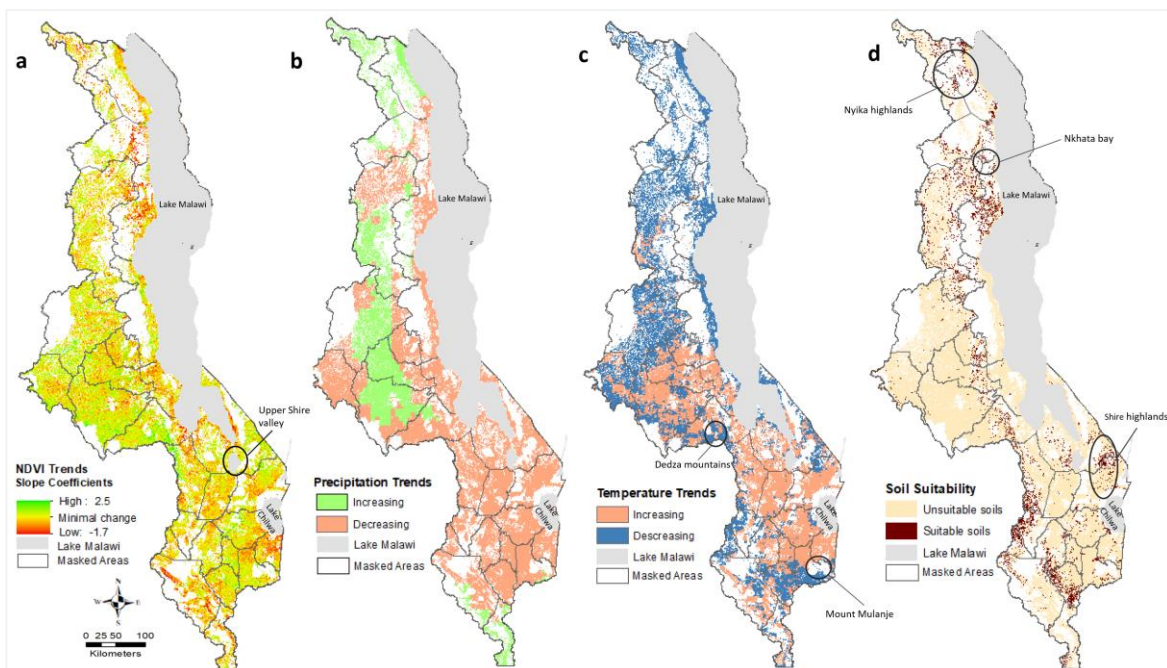 a
Lake Malawi
Upper Shire
valley
NDVI Trends
Slope Coefficients
High : 2.5
Minimal change
Low: -1.7
Lake Malawi
Masked Areas
Lake
Chilwa
N
W E
S
0 25 50 100
Kilometers
b
Lake Malawi
Precipitation Trends
Increasing
Decreasing
Lake Malawi
Masked Areas
Lake
Chilwa
c
Lake Malawi
Dedza mountains
Temperature Trends
Increasing
Descreasing
Lake Malawi
Masked Areas
Lake
Chilwa
Mount Mulanje
d
Nyika highlands
Nkhata bay
Lake Malawi
Shire highlands
Soil Suitability
Unsuitable soils
Suitable soils
Lake Malawi
Masked Areas
Lake
Chilwa